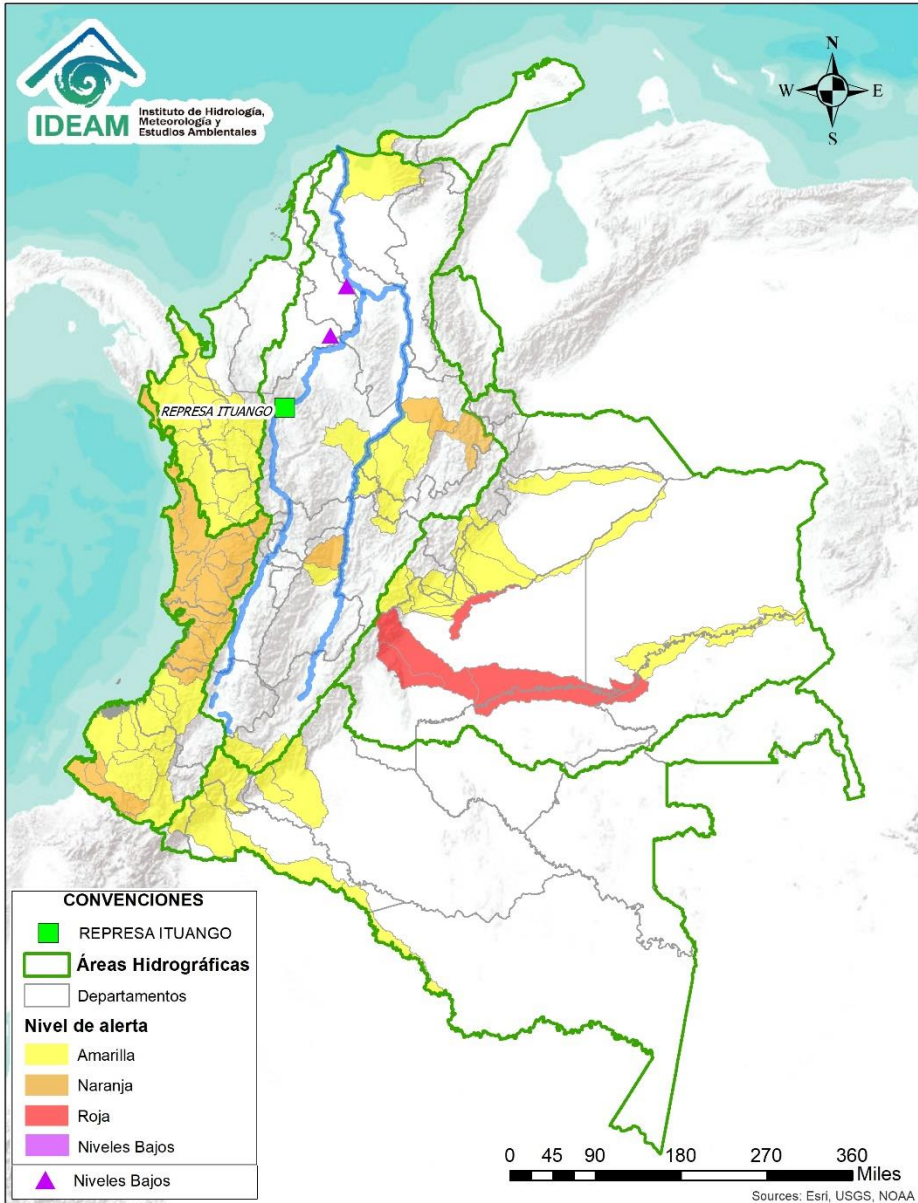 IDEAM
Instituto de Hidrología,
Meteorología y
Estudios Ambientales
N
W
E
S
REPRESA ITUANGO
CONVENCIONES
REPRESA ITUANGO
Áreas Hidrográficas
Departamentos
Nivel de alerta
Amarilla
Naranja
Roja
Niveles Bajos
Niveles Bajos
0 45 90 180 270 360
Miles
Sources: Esri, USGS, NOAA